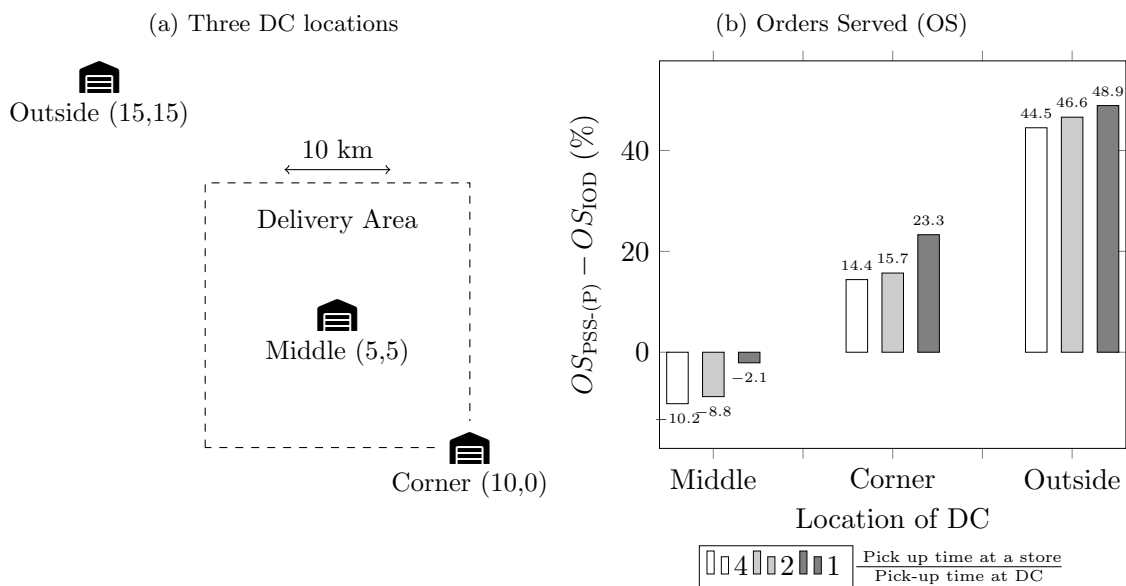 (a) Three DC locations
Outside (15,15)
10 km
Delivery Area
Middle (5,5)
Corner (10,0)
(b) Orders Served (OS)
OS_PSS-(P) − OS_IOD (%)
40
20
0
−10.2
−8.8
−2.1
14.4
15.7
23.3
44.5
46.6
48.9
Middle Corner Outside
Location of DC
4 2 1
Pick up time at a store
Pick-up time at DC